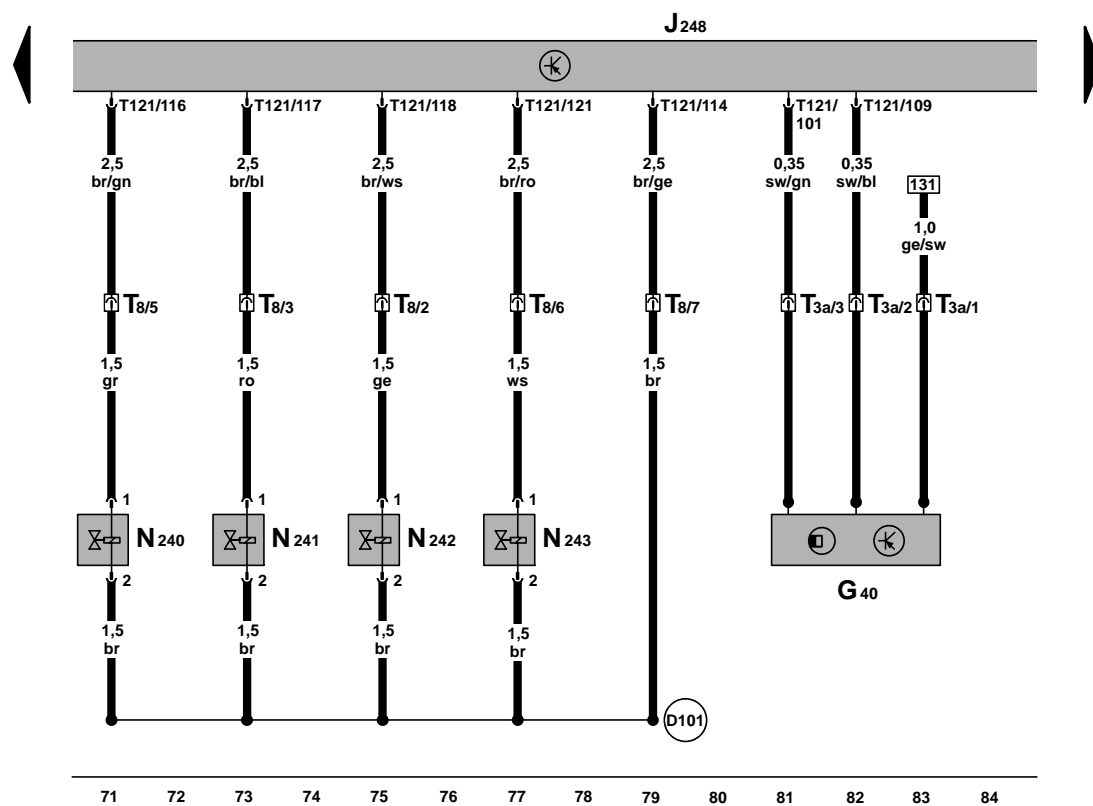 J248
T121/116 T121/117 T121/118 T121/121 T121/114 T121/ T121/109
101
2,5 2,5 2,5 2,5 2,5 0,35 0,35
br/gn br/bl br/ws br/ro br/ge sw/gn sw/bl
131
1,0
ge/sw
T8/5 T8/3 T8/2 T8/6 T8/7 T3a/3 T3a/2 T3a/1
1,5 1,5 1,5 1,5 1,5
gr ro ge ws br
1 1 1 1
N240 N241 N242 N243
2 2 2 2
G40
1,5 1,5 1,5 1,5
br br br br
D101
71 72 73 74 75 76 77 78 79 80 81 82 83 84